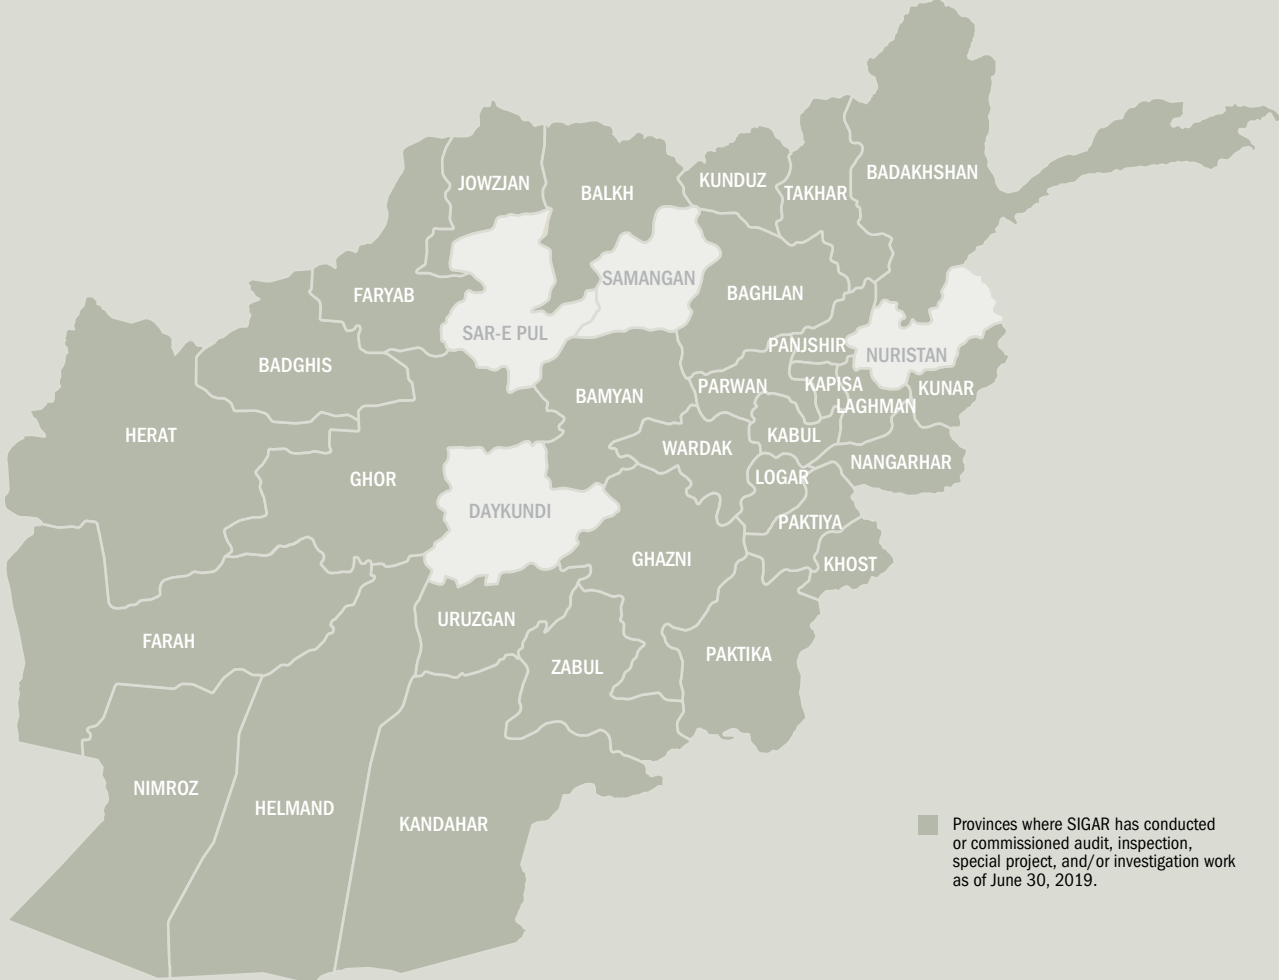 BADAKHSHAN
JOWZJAN
BALKH
KUNDUZ
TAKHAR
SAMANGAN
BAGHLAN
FARYAB
SAR-E PUL
PANJSHIR
NURISTAN
BADGHIS
BAMYAN
PARWAN
KAPISA
KUNAR
LAGHMAN
HERAT
KABUL
WARDAK
NANGARHAR
GHOR
LOGAR
DAYKUNDI
PAKTIYA
GHAZNI
KHOST
URUZGAN
FARAH
ZABUL
PAKTIKA
NIMROZ
HELMAND
KANDAHAR
Provinces where SIGAR has conducted
or commissioned audit, inspection,
special project, and/or investigation work
as of June 30, 2019.